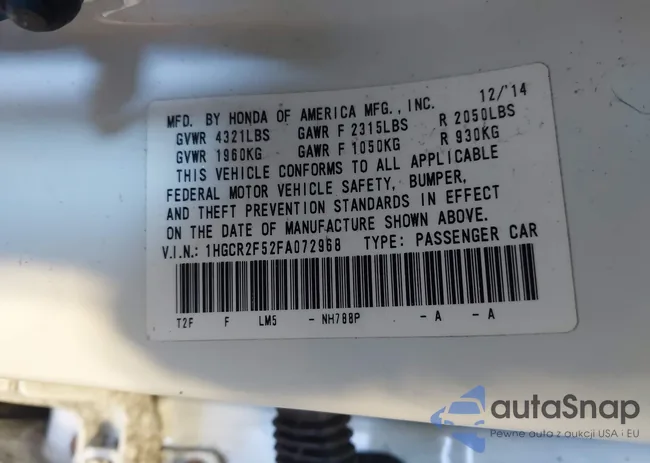 MFD. BY HONDA OF AMERICA MFG., INC. 12/'14
GVWR 4321LBS GAWR F 2315LBS R 2050LBS
GVWR 1960KG GAWR F 1050KG R 930KG
THIS VEHICLE CONFORMS TO ALL APPLICABLE
FEDERAL MOTOR VEHICLE SAFETY, BUMPER,
AND THEFT PREVENTION STANDARDS IN EFFECT
ON THE DATE OF MANUFACTURE SHOWN ABOVE.
V.I.N.: 1HGCR2F52FA072968 TYPE: PASSENGER CAR
T2F F LM5 - NH788P - A - A
autaSnap
Pewne auta z aukcji USA i EU